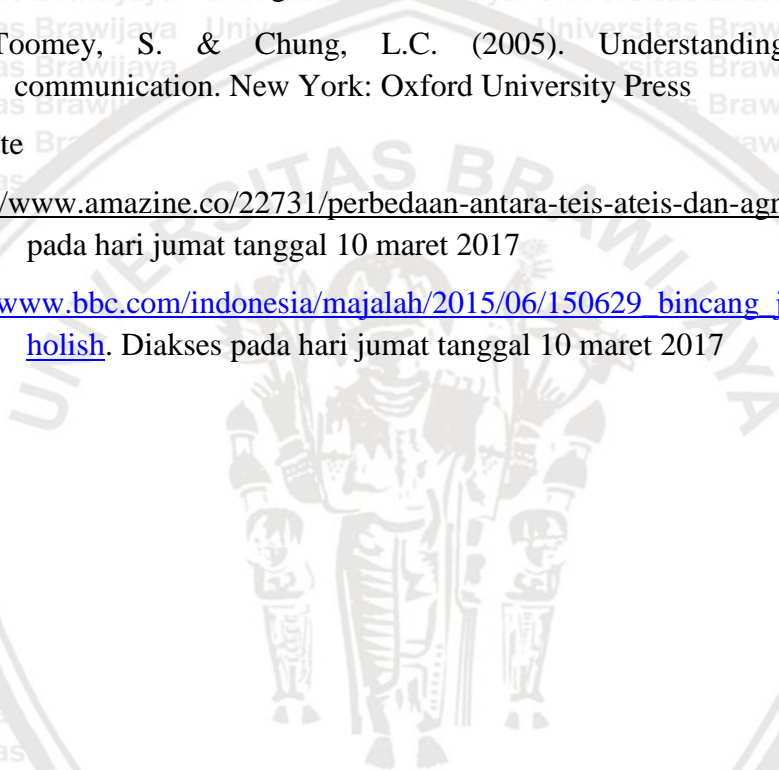 Toomey, S. & Chung, L.C. (2005). Understanding
communication. New York: Oxford University Press
te
/www.amazine.co/22731/perbedaan-antara-teis-ateis-dan-agn
pada hari jumat tanggal 10 maret 2017
www.bbc.com/indonesia/majalah/2015/06/150629_bincang_j
holish. Diakses pada hari jumat tanggal 10 maret 2017
UNIVERSITAS BRAWIJAYA